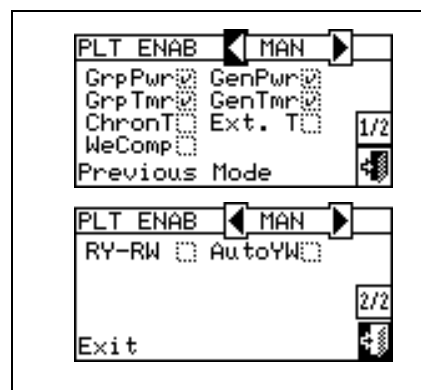 PLT ENAB MAN
GrpPwr GenPwr
GrpTmr GenTmr
ChronT Ext. T
WeComp
1/2
Previous Mode
PLT ENAB MAN
RY-RW AutoYW
2/2
Exit